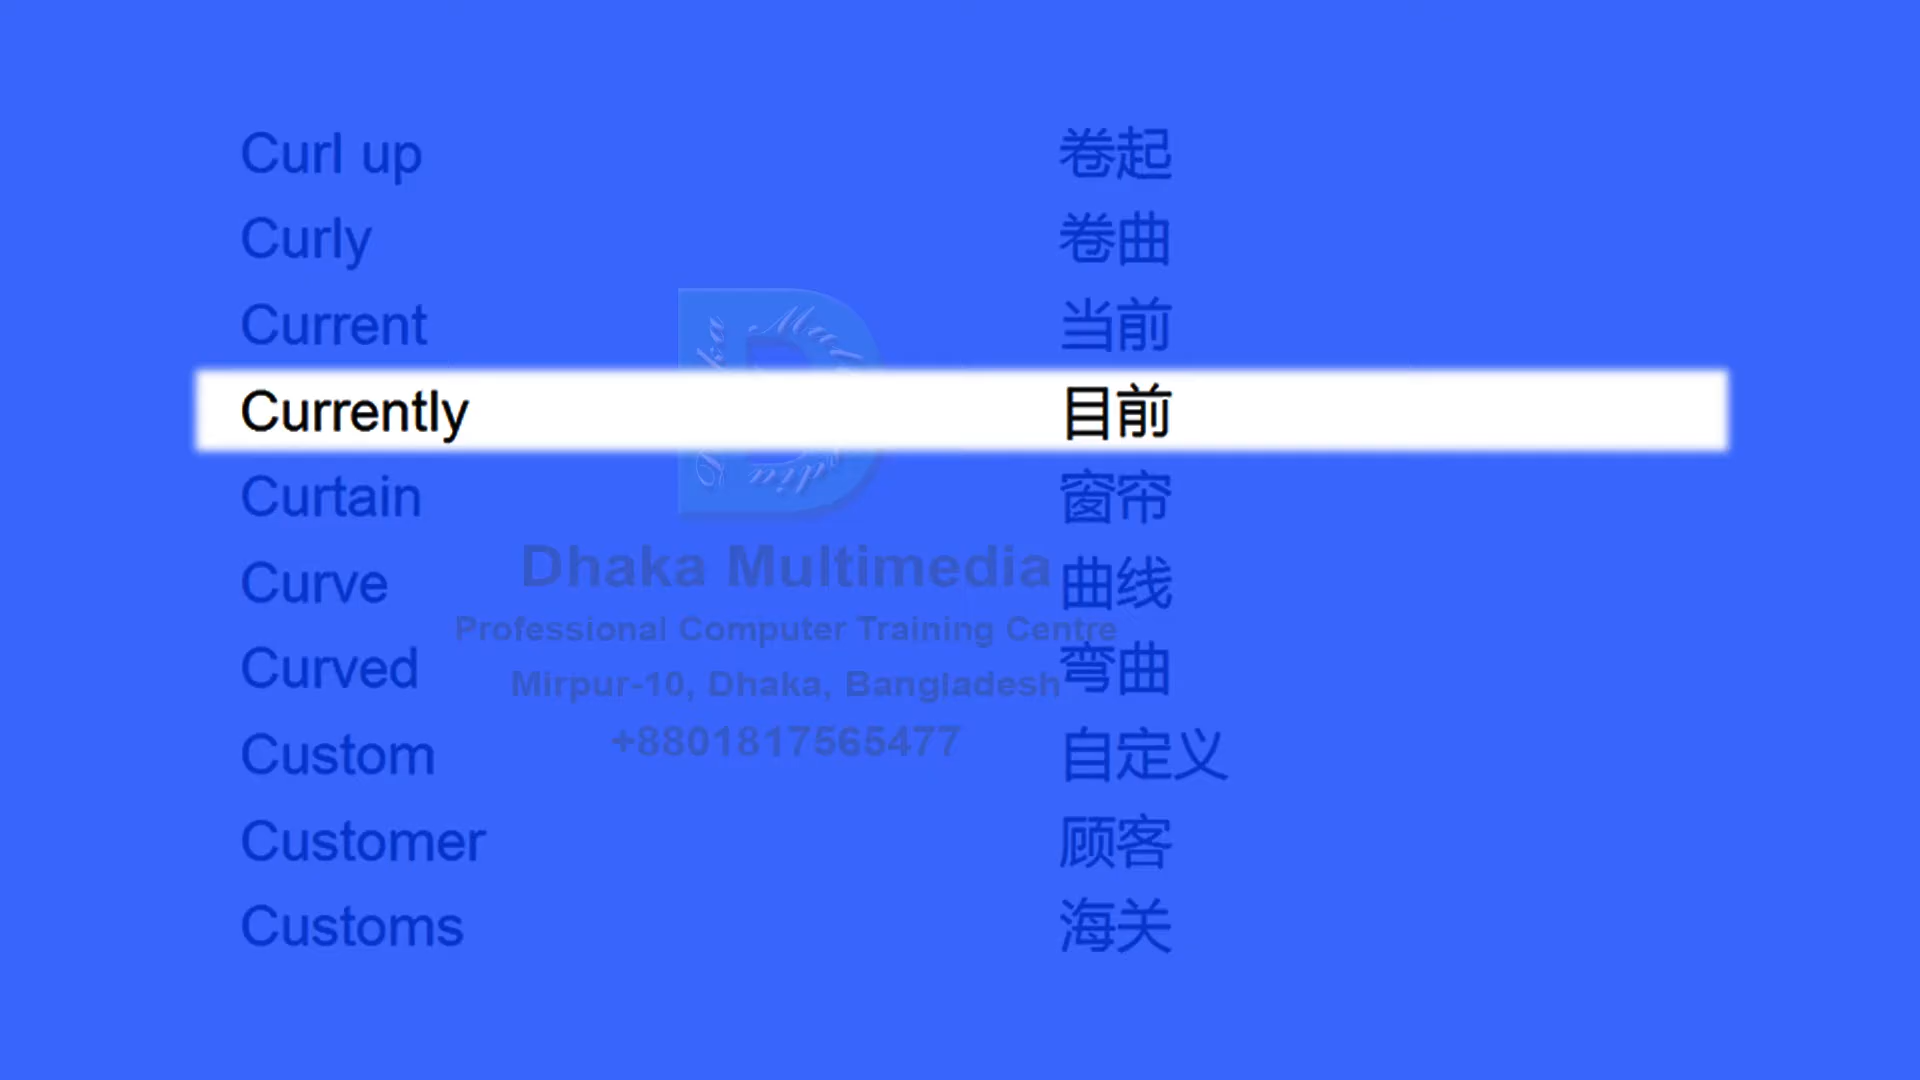 Curl up 卷起
Curly 卷曲
Current 当前
Currently 目前
Curtain 窗帘
Curve 曲线
Curved 弯曲
Custom 自定义
Customer 顾客
Customs 海关
Dhaka Multimedia
Professional Computer Training Centre
Mirpur-10, Dhaka, Bangladesh
+8801817565477